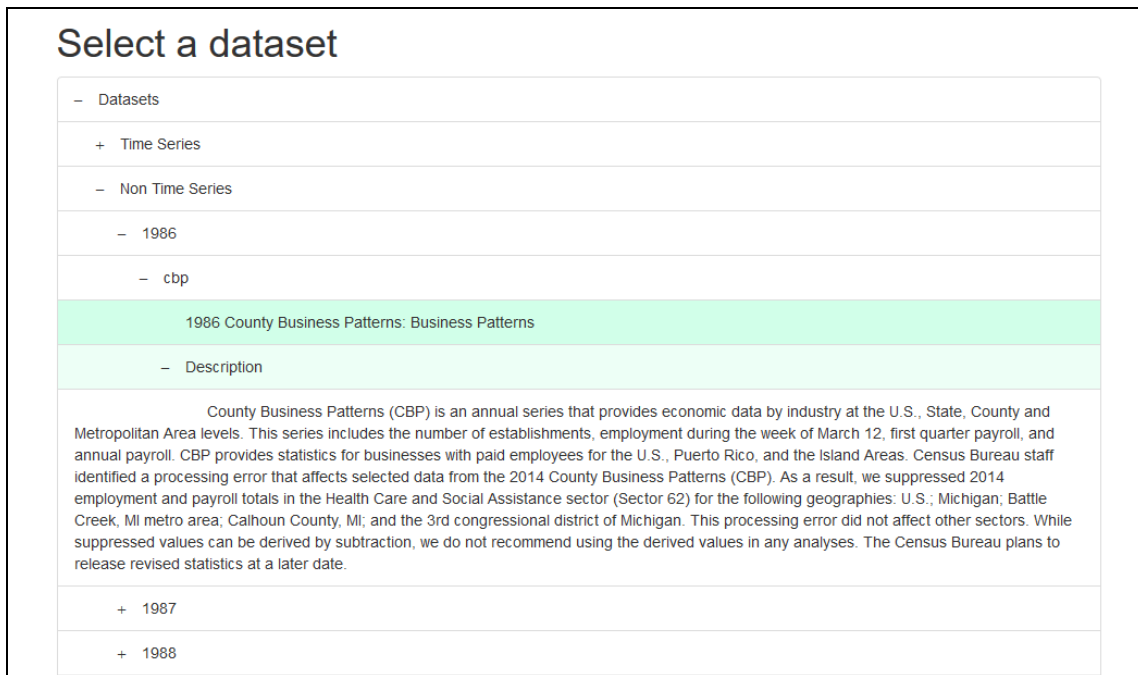 Select a dataset
– Datasets
+ Time Series
– Non Time Series
– 1986
– cbp
1986 County Business Patterns: Business Patterns
– Description
County Business Patterns (CBP) is an annual series that provides economic data by industry at the U.S., State, County and
Metropolitan Area levels. This series includes the number of establishments, employment during the week of March 12, first quarter payroll, and
annual payroll. CBP provides statistics for businesses with paid employees for the U.S., Puerto Rico, and the Island Areas. Census Bureau staff
identified a processing error that affects selected data from the 2014 County Business Patterns (CBP). As a result, we suppressed 2014
employment and payroll totals in the Health Care and Social Assistance sector (Sector 62) for the following geographies: U.S.; Michigan; Battle
Creek, MI metro area; Calhoun County, MI; and the 3rd congressional district of Michigan. This processing error did not affect other sectors. While
suppressed values can be derived by subtraction, we do not recommend using the derived values in any analyses. The Census Bureau plans to
release revised statistics at a later date.
+ 1987
+ 1988